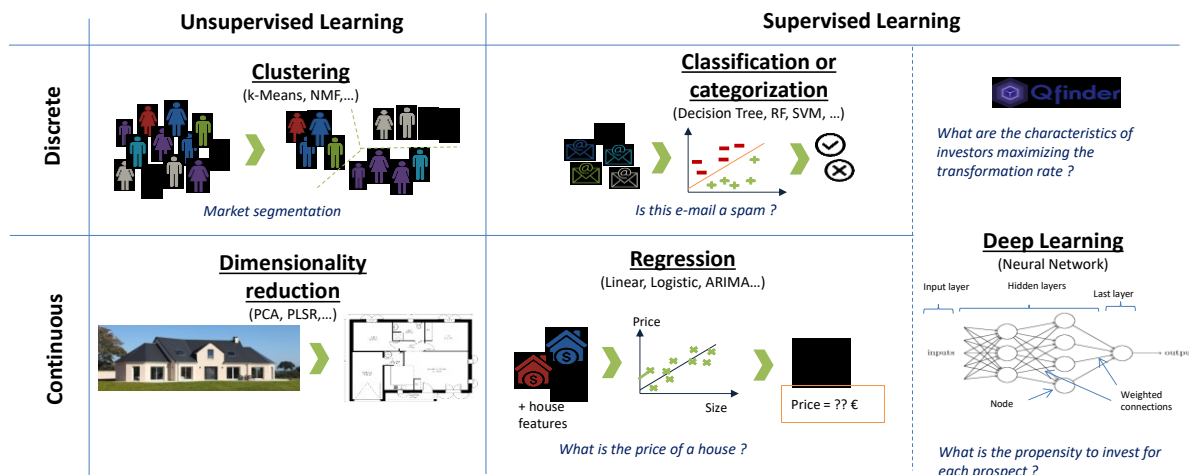 Unsupervised Learning
Supervised Learning
Discrete
Clustering
(k-Means, NMF,...)
Market segmentation
Classification or
categorization
(Decision Tree, RF, SVM, ...)
Is this e-mail a spam ?
Qfinder
What are the characteristics of
investors maximizing the
transformation rate ?
Continuous
Dimensionality
reduction
(PCA, PLSR,...)
Regression
(Linear, Logistic, ARIMA...)
Price
Size
+ house
features
Price = ?? €
What is the price of a house ?
Deep Learning
(Neural Network)
Input layer
Hidden layers
Last layer
inputs
outpu
Node
Weighted
connections
What is the propensity to invest for
each prospect ?